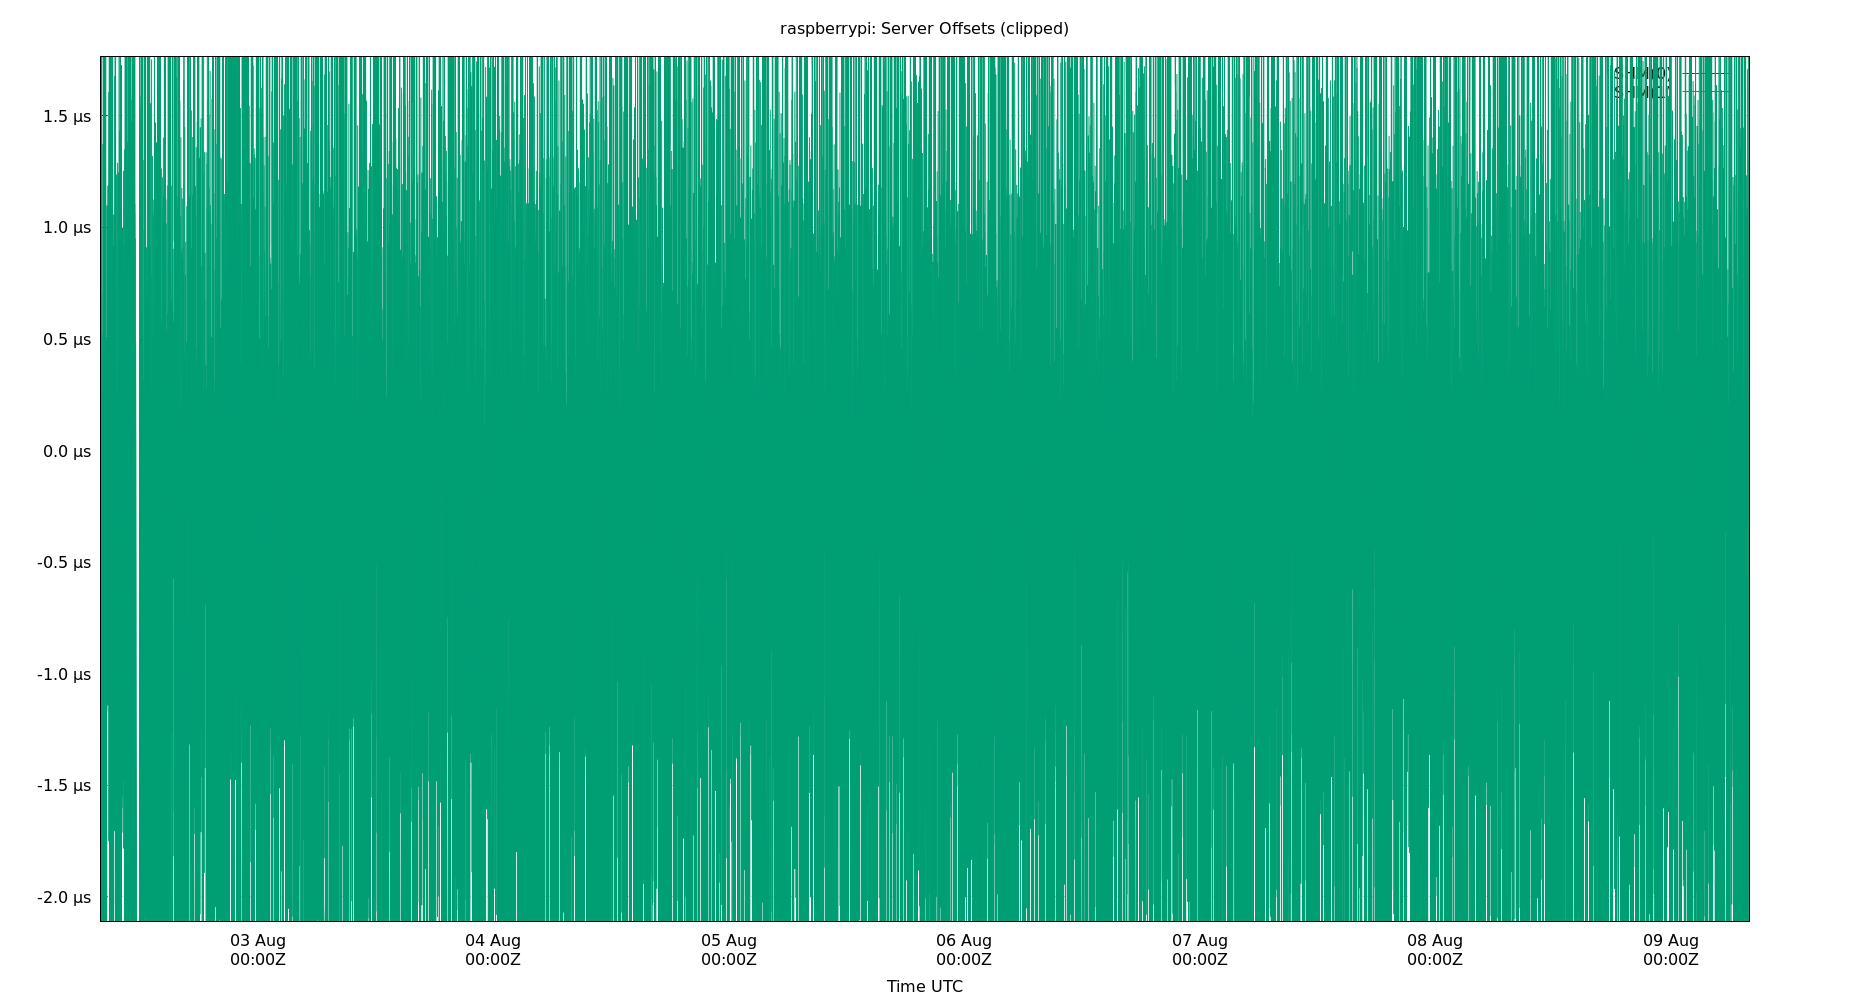 raspberrypi: Server Offsets (clipped)
1.5 µs
1.0 µs
0.5 µs
0.0 µs
-0.5 µs
-1.0 µs
-1.5 µs
-2.0 µs
03 Aug
00:00Z
04 Aug
00:00Z
05 Aug
00:00Z
06 Aug
00:00Z
07 Aug
00:00Z
08 Aug
00:00Z
09 Aug
00:00Z
Time UTC